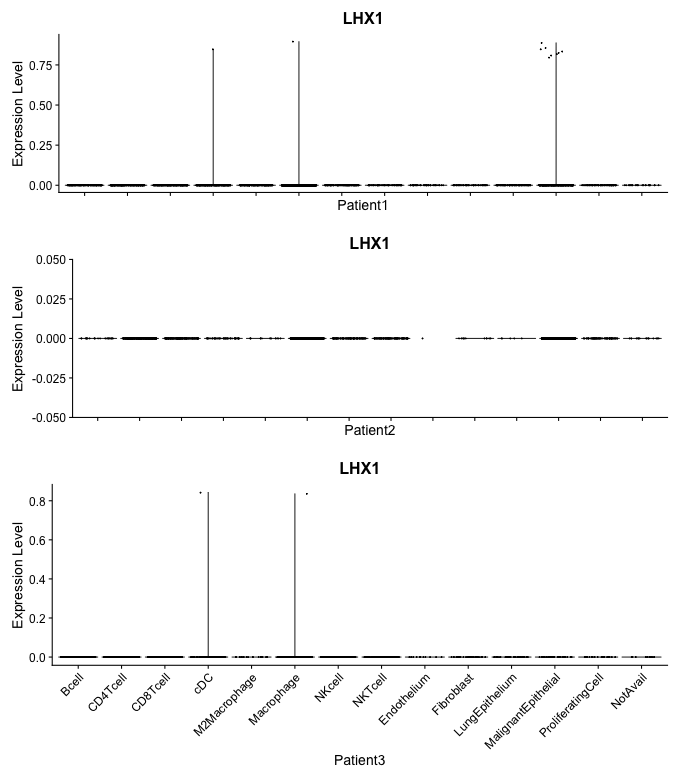 LHX1
Expression Level
0.75
0.50
0.25
0.00
Patient1
LHX1
Expression Level
0.050
0.025
0.000
-0.025
-0.050
Patient2
LHX1
Expression Level
0.8
0.6
0.4
0.2
0.0
Bcell
CD4Tcell
CD8Tcell
cDC
M2Macrophage
Macrophage
NKcell
NKTcell
Endothelium
Fibroblast
LungEpithelium
MalignantEpithelial
ProliferatingCell
NotAvail
Patient3